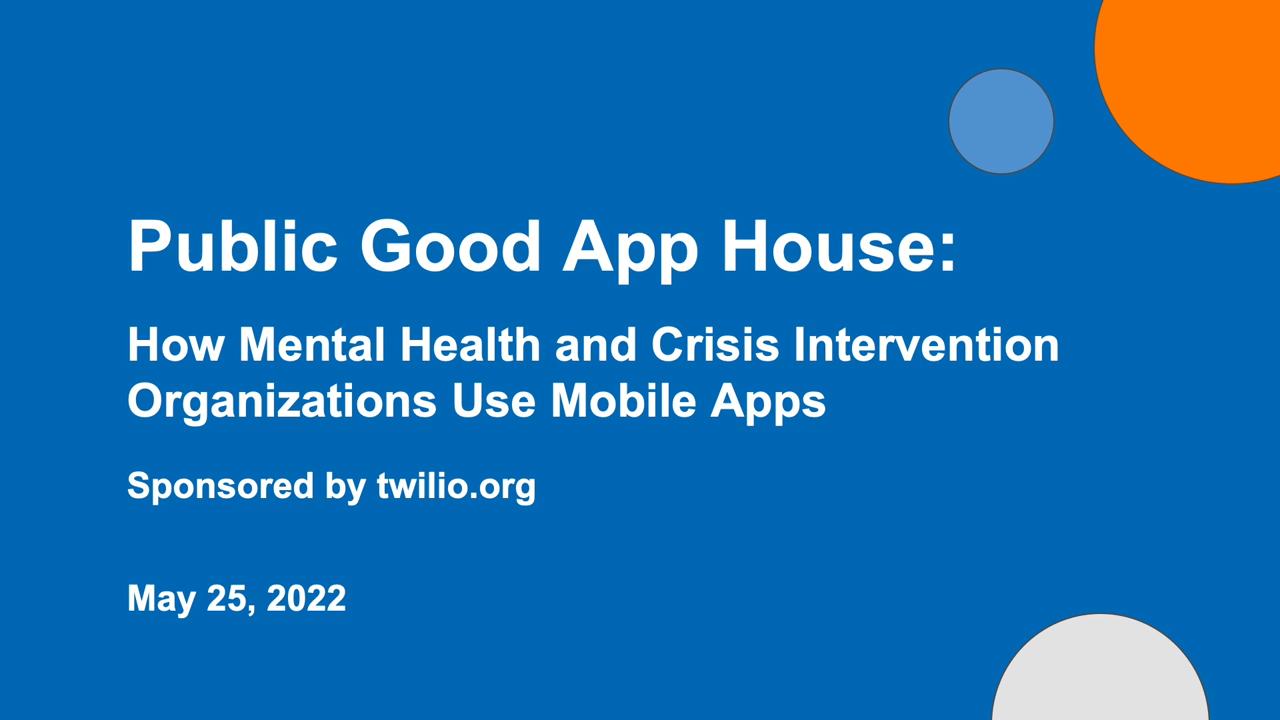 Public Good App House:
How Mental Health and Crisis Intervention
Organizations Use Mobile Apps
Sponsored by twilio.org
May 25, 2022